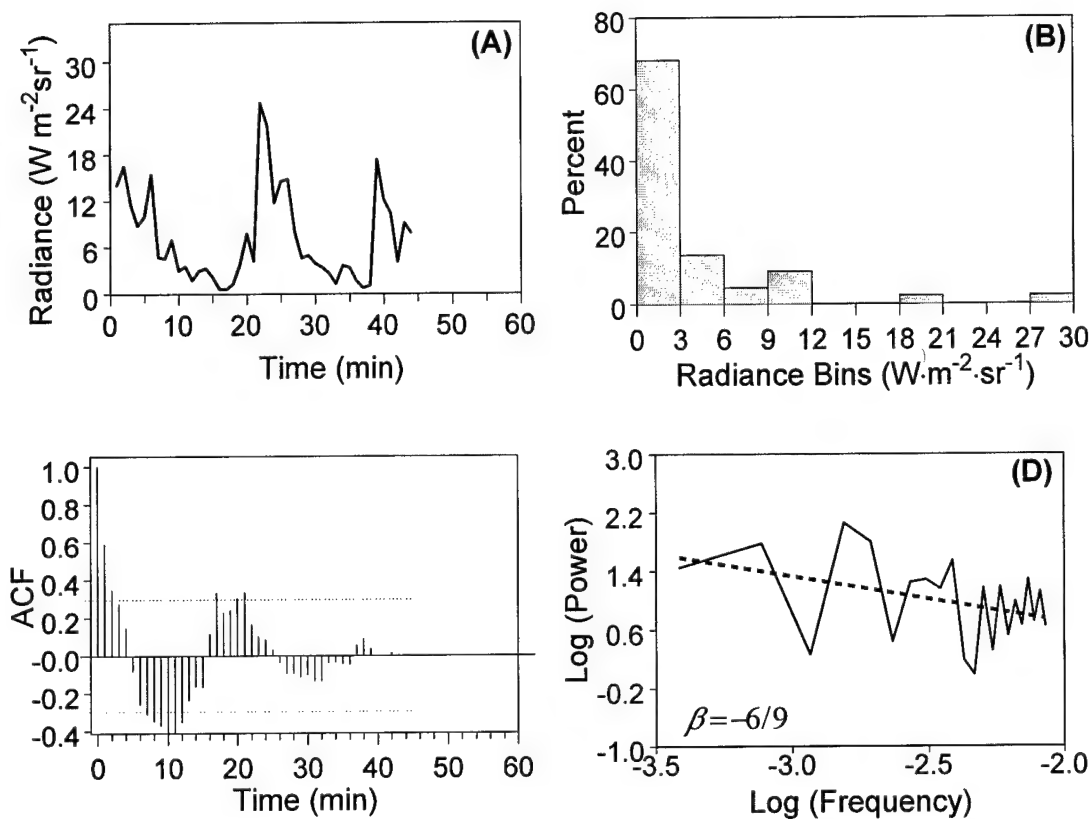 (A)
Radiance (W m⁻²sr⁻¹)
30
24
18
12
6
0
0 10 20 30 40 50 60
Time (min)
(B)
Percent
80
60
40
20
0
0 3 6 9 12 15 18 21 24 27 30
Radiance Bins (W·m⁻²·sr⁻¹)
ACF
1.0
0.8
0.6
0.4
0.2
-0.0
-0.2
-0.4
0 10 20 30 40 50 60
Time (min)
(D)
Log (Power)
3.0
2.2
1.4
0.6
-0.2
-1.0
β=-6/9
-3.5 -3.0 -2.5 -2.0
Log (Frequency)